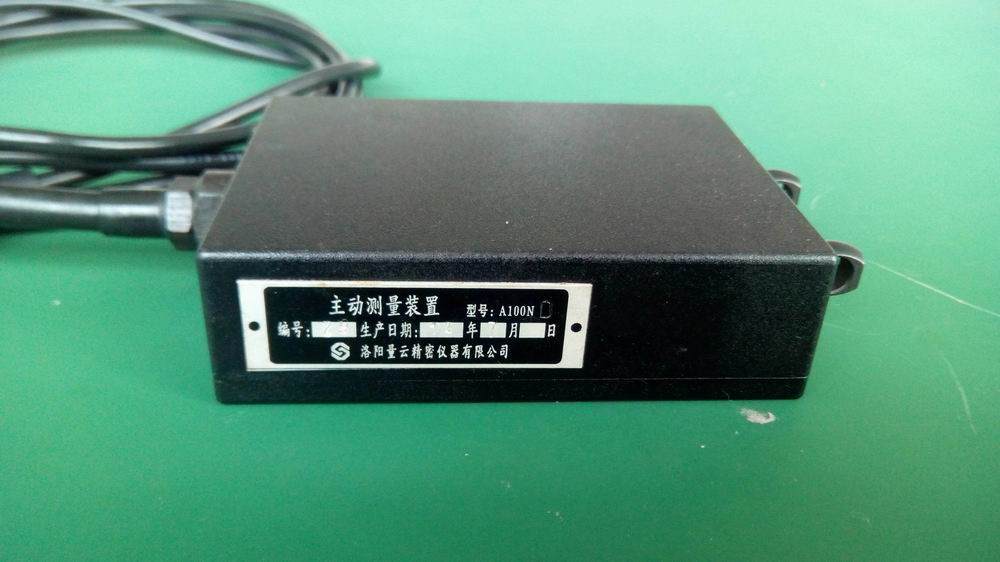 主动测量装置 型号：A100N
编号： 生产日期： 年 月 日
洛阳量云精密仪器有限公司